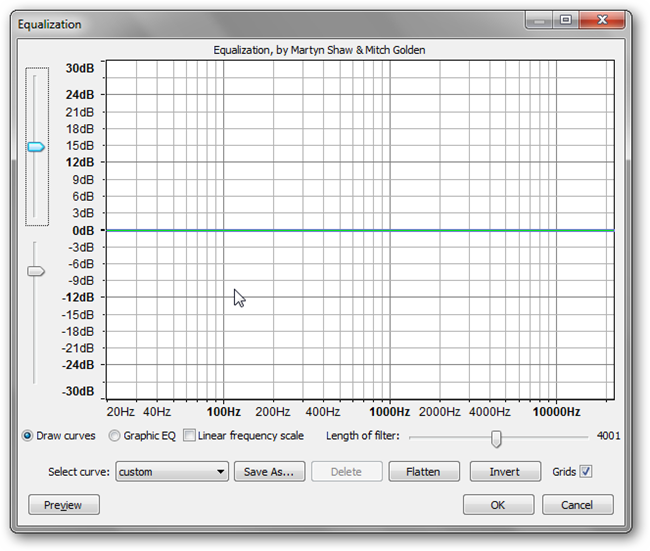 Equalization
Equalization, by Martyn Shaw & Mitch Golden
30dB
24dB
21dB
18dB
15dB
12dB
9dB
6dB
3dB
0dB
-3dB
-6dB
-9dB
-12dB
-15dB
-18dB
-21dB
-24dB
-30dB
20Hz 40Hz 100Hz 200Hz 400Hz 1000Hz 2000Hz 4000Hz 10000Hz
Draw curves Graphic EQ Linear frequency scale Length of filter: 4001
Select curve: custom Save As... Delete Flatten Invert Grids
Preview OK Cancel